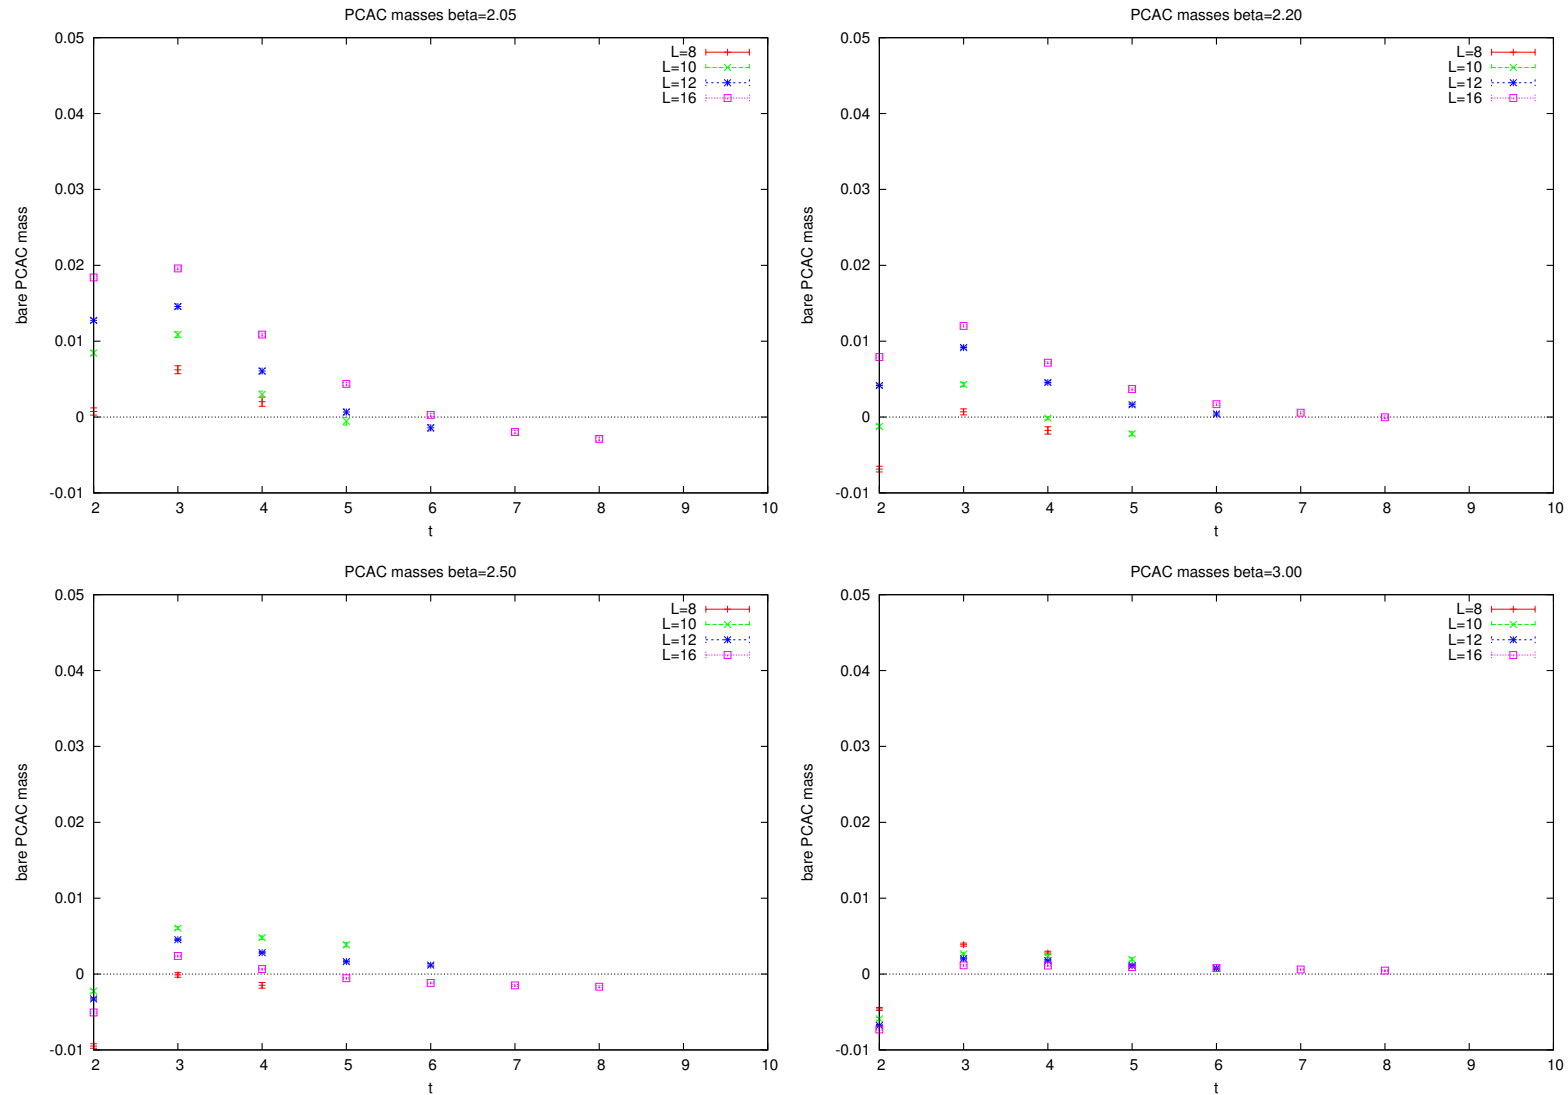 PCAC masses beta=2.05
0.05
0.04
0.03
0.02
0.01
0
-0.01
bare PCAC mass
L=8
L=10
L=12
L=16
2 3 4 5 6 7 8 9 10
t
PCAC masses beta=2.20
0.05
0.04
0.03
0.02
0.01
0
-0.01
bare PCAC mass
L=8
L=10
L=12
L=16
2 3 4 5 6 7 8 9 10
t
PCAC masses beta=2.50
0.05
0.04
0.03
0.02
0.01
0
-0.01
bare PCAC mass
L=8
L=10
L=12
L=16
2 3 4 5 6 7 8 9 10
t
PCAC masses beta=3.00
0.05
0.04
0.03
0.02
0.01
0
-0.01
bare PCAC mass
L=8
L=10
L=12
L=16
2 3 4 5 6 7 8 9 10
t